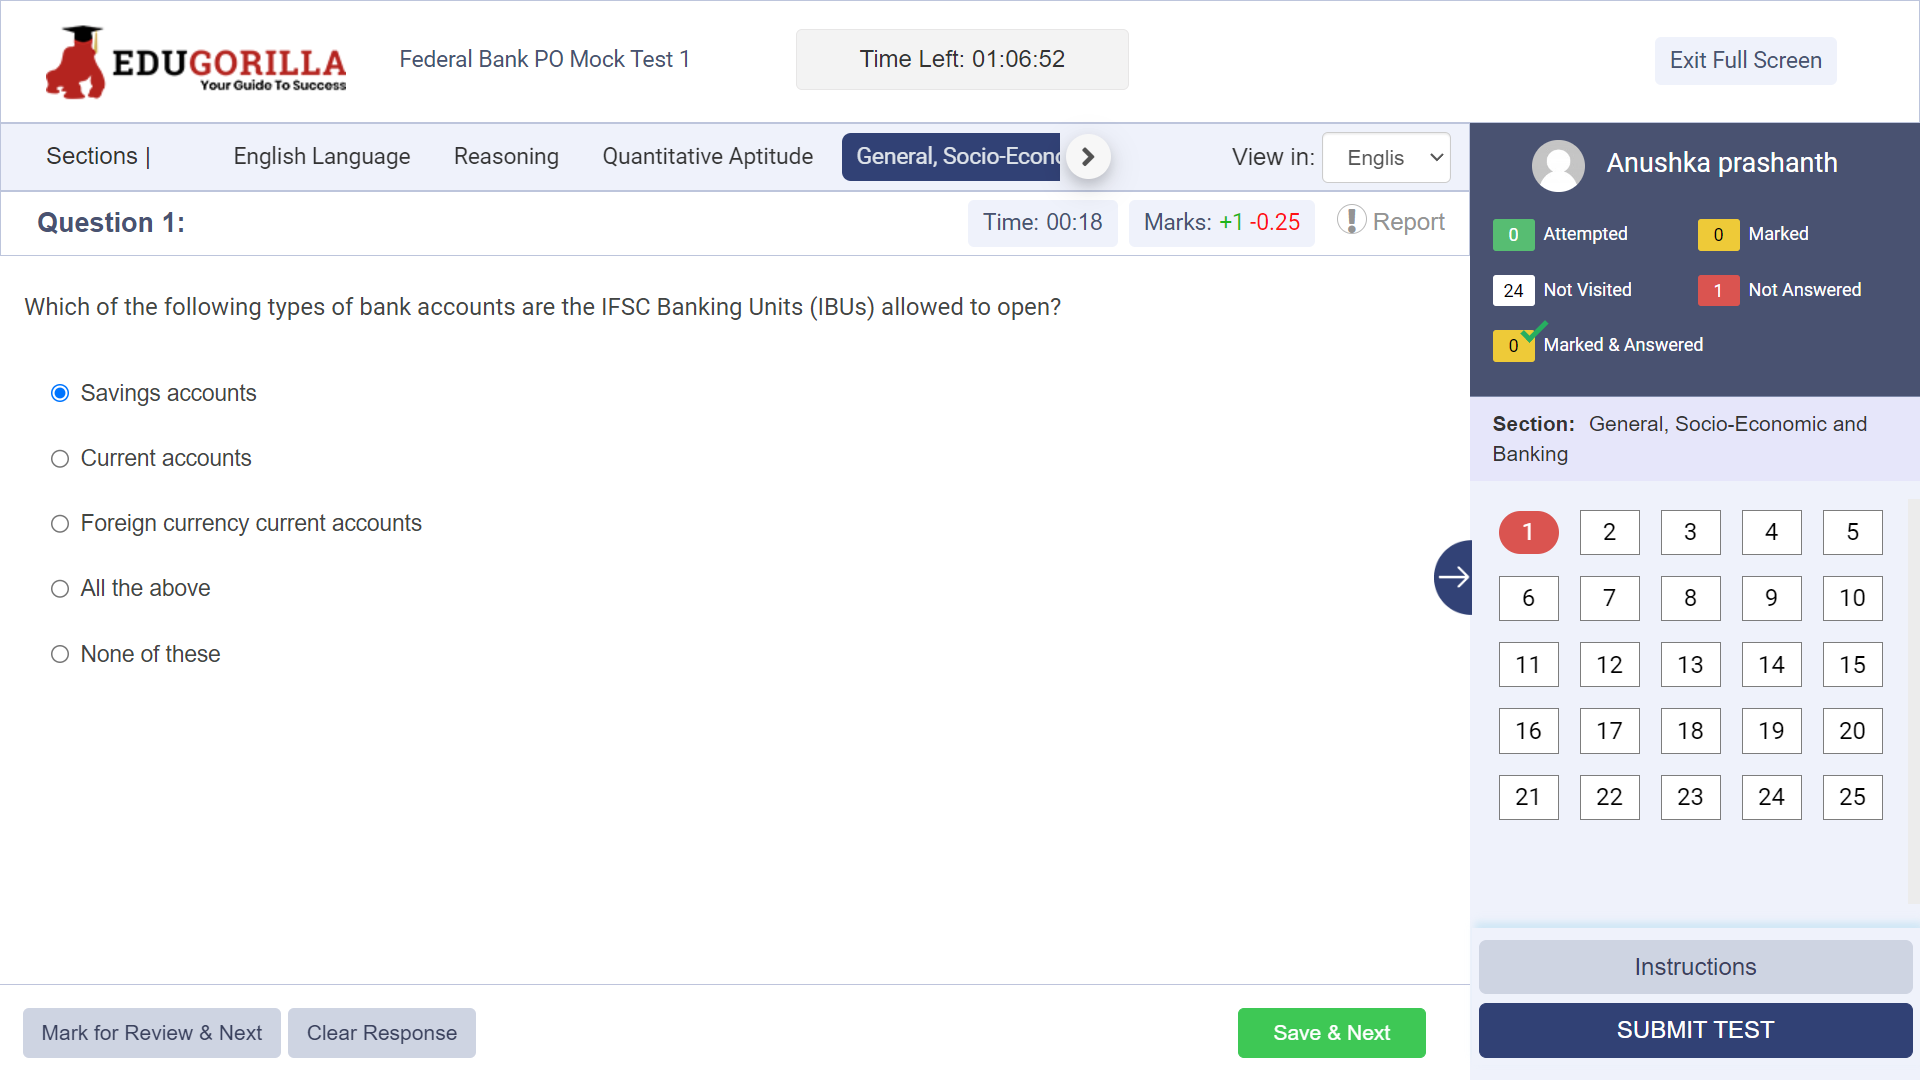 EDUGORILLA
Your Guide To Success
Federal Bank PO Mock Test 1
Time Left: 01:06:52
Exit Full Screen
Sections |
English Language
Reasoning
Quantitative Aptitude
General, Socio-Econo
View in:
Englis
Question 1:
Time: 00:18
Marks: +1 -0.25
Report
Which of the following types of bank accounts are the IFSC Banking Units (IBUs) allowed to open?
Savings accounts
Current accounts
Foreign currency current accounts
All the above
None of these
Mark for Review & Next
Clear Response
Save & Next
Anushka prashanth
0 Attempted
0 Marked
24 Not Visited
1 Not Answered
0 Marked & Answered
Section: General, Socio-Economic and
Banking
1 2 3 4 5
6 7 8 9 10
11 12 13 14 15
16 17 18 19 20
21 22 23 24 25
Instructions
SUBMIT TEST